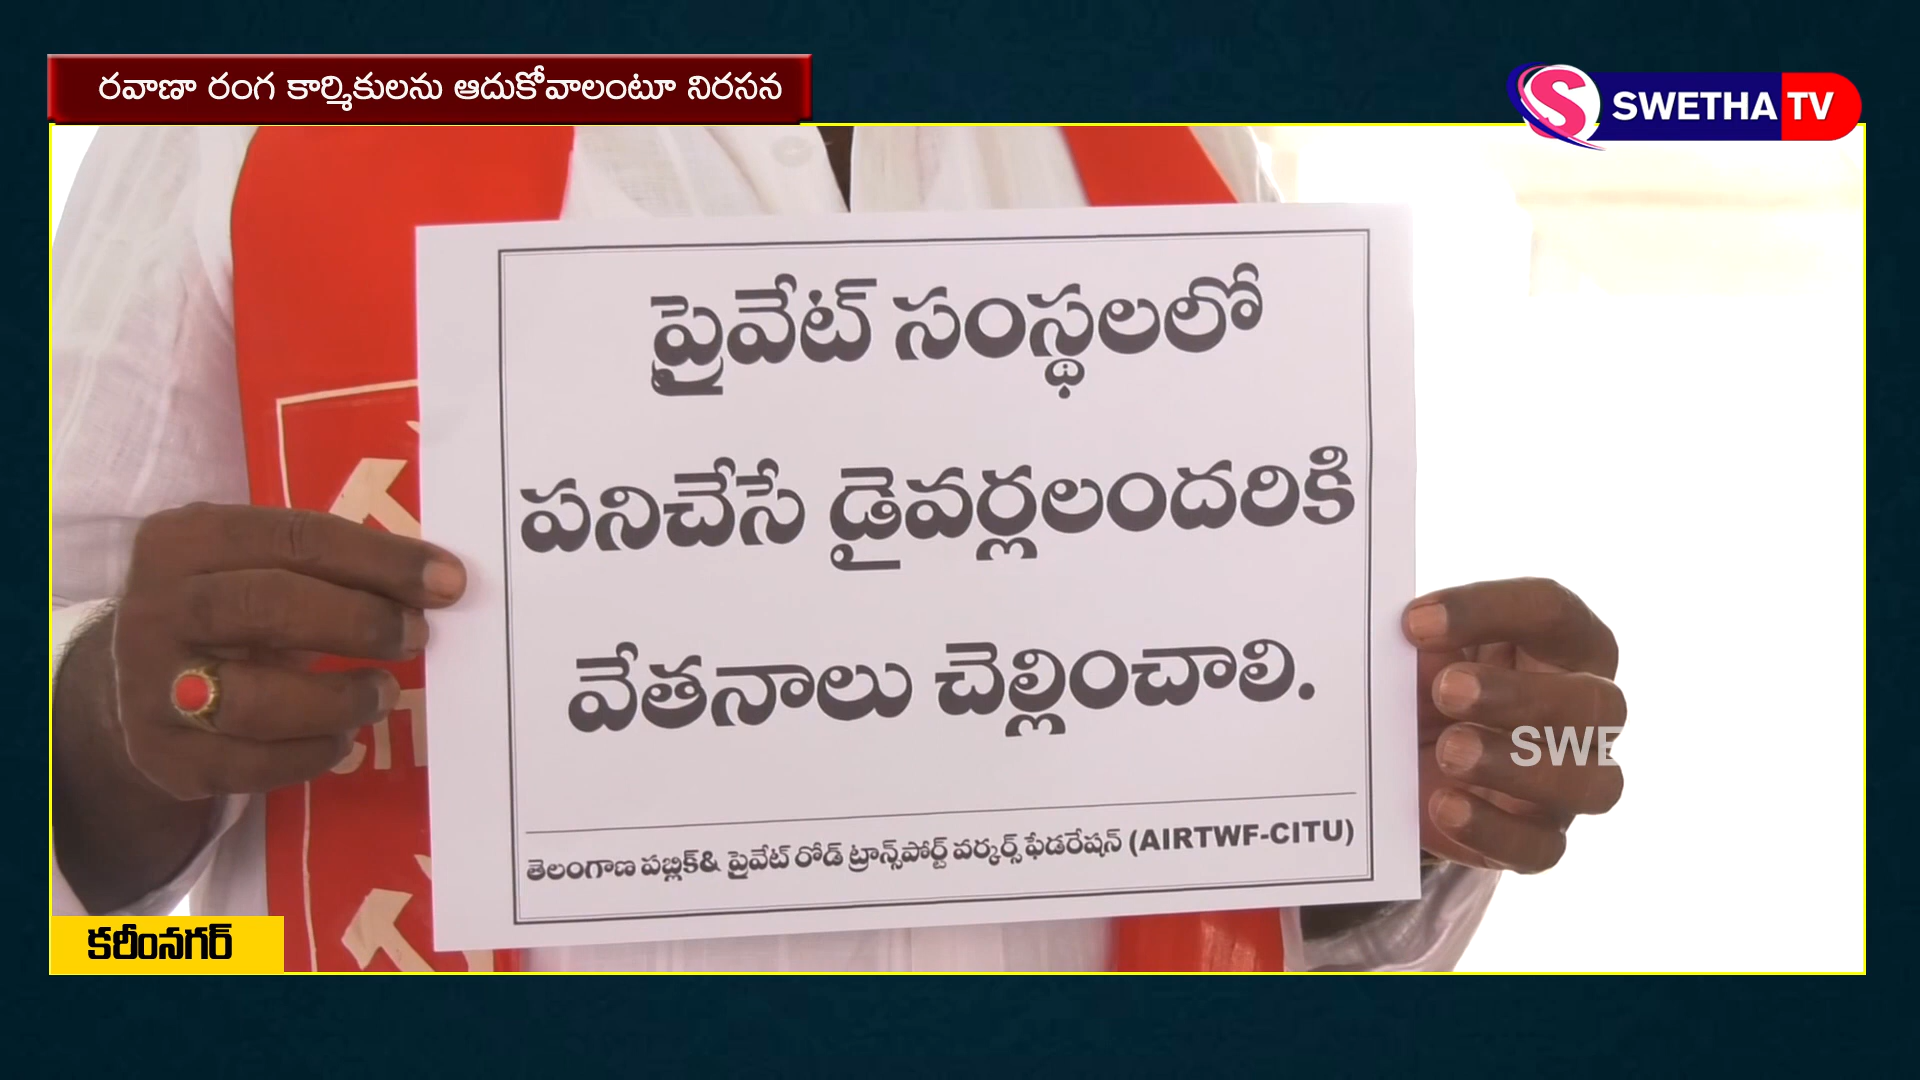 రవాణా రంగ కార్మికులను ఆదుకోవాలంటూ నిరసన
SWETHA TV
ప్రైవేట్ సంస్థలలో
పనిచేసే డ్రైవర్లలందరికి
వేతనాలు చెల్లించాలి.
తెలంగాణ పబ్లిక్& ప్రైవేట్ రోడ్ ట్రాన్స్‌పోర్ట్ వర్కర్స్ ఫేడరేషన్ (AIRTWF-CITU)
SWE
కరీంనగర్